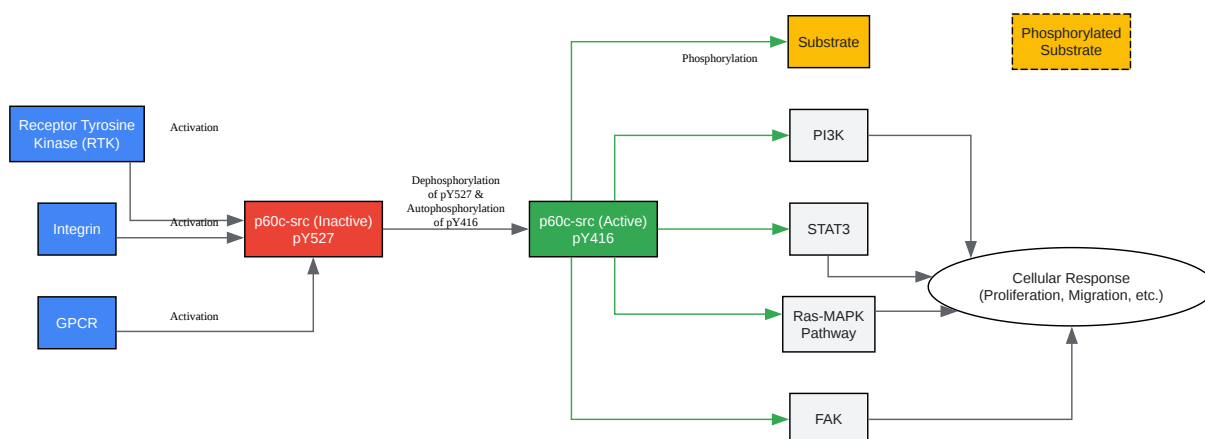 Receptor Tyrosine
Kinase (RTK)
Activation
Integrin
Activation
GPCR
Activation
p60c-src (Inactive)
pY527
Dephosphorylation
of pY527 &
Autophosphorylation
of pY416
p60c-src (Active)
pY416
Phosphorylation
Substrate
Phosphorylated
Substrate
PI3K
STAT3
Ras-MAPK
Pathway
FAK
Cellular Response
(Proliferation, Migration, etc.)